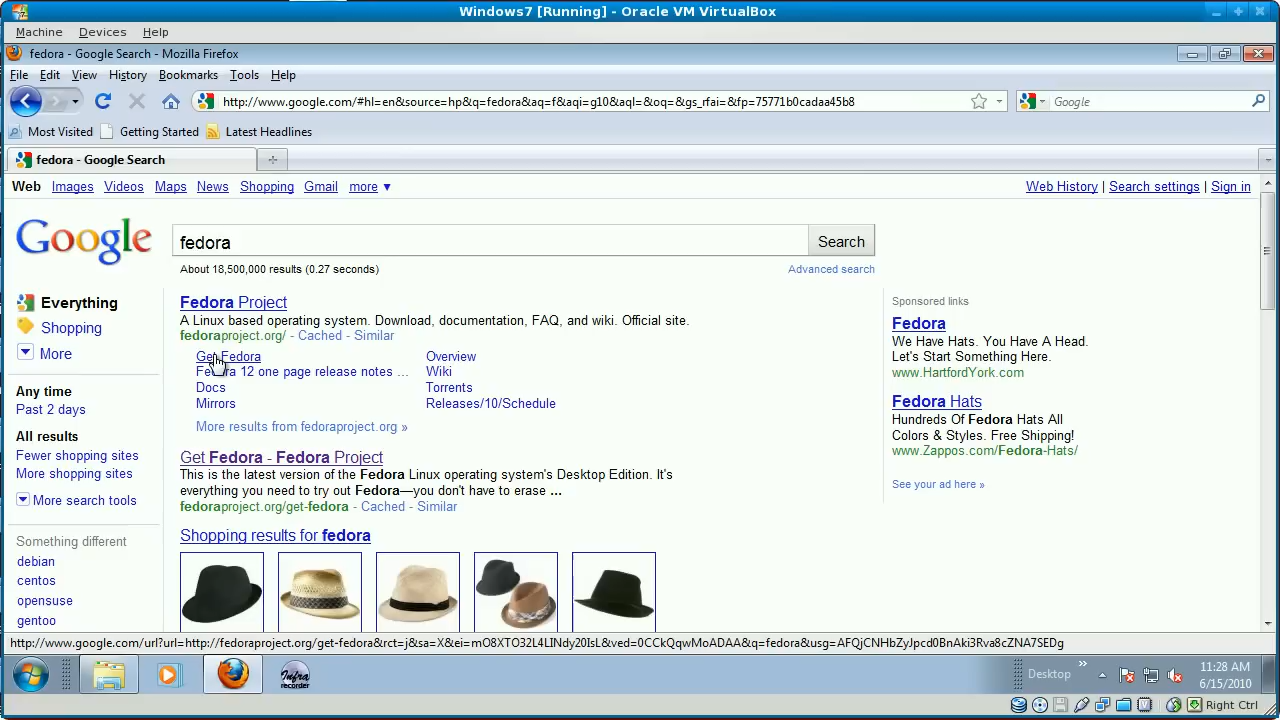 Windows7 [Running] - Oracle VM VirtualBox
Machine Devices Help
fedora - Google Search - Mozilla Firefox
File Edit View History Bookmarks Tools Help
http://www.google.com/#hl=en&source=hp&q=fedora&aq=f&aqi=g10&aql=&oq=&gs_rfai=&fp=75771b0cadaa45b8
Google
Most Visited Getting Started Latest Headlines
fedora - Google Search
Web Images Videos Maps News Shopping Gmail more ▼
Web History | Search settings | Sign in
Google
fedora
Search
About 18,500,000 results (0.27 seconds)
Advanced search
Everything
Shopping
More
Any time
Past 2 days
All results
Fewer shopping sites
More shopping sites
More search tools
Something different
debian
centos
opensuse
gentoo
Fedora Project
A Linux based operating system. Download, documentation, FAQ, and wiki. Official site.
fedoraproject.org/ - Cached - Similar
Get Fedora Overview
Fedora 12 one page release notes ... Wiki
Docs Torrents
Mirrors Releases/10/Schedule
More results from fedoraproject.org »
Get Fedora - Fedora Project
This is the latest version of the Fedora Linux operating system's Desktop Edition. It's
everything you need to try out Fedora—you don't have to erase ...
fedoraproject.org/get-fedora - Cached - Similar
Shopping results for fedora
Sponsored links
Fedora
We Have Hats. You Have A Head.
Let's Start Something Here.
www.HartfordYork.com
Fedora Hats
Hundreds Of Fedora Hats All
Colors & Styles. Free Shipping!
www.Zappos.com/Fedora-Hats/
See your ad here »
http://www.google.com/url?url=http://fedoraproject.org/get-fedora&rct=j&sa=X&ei=mO8XTO32L4LINdy20IsL&ved=0CCkQqwMoADAA&q=fedora&usg=AFQjCNHbZyJpcd0BnAki3Rva8cZNA7SEDg
Infra
recorder
Desktop »
11:28 AM
6/15/2010
Right Ctrl